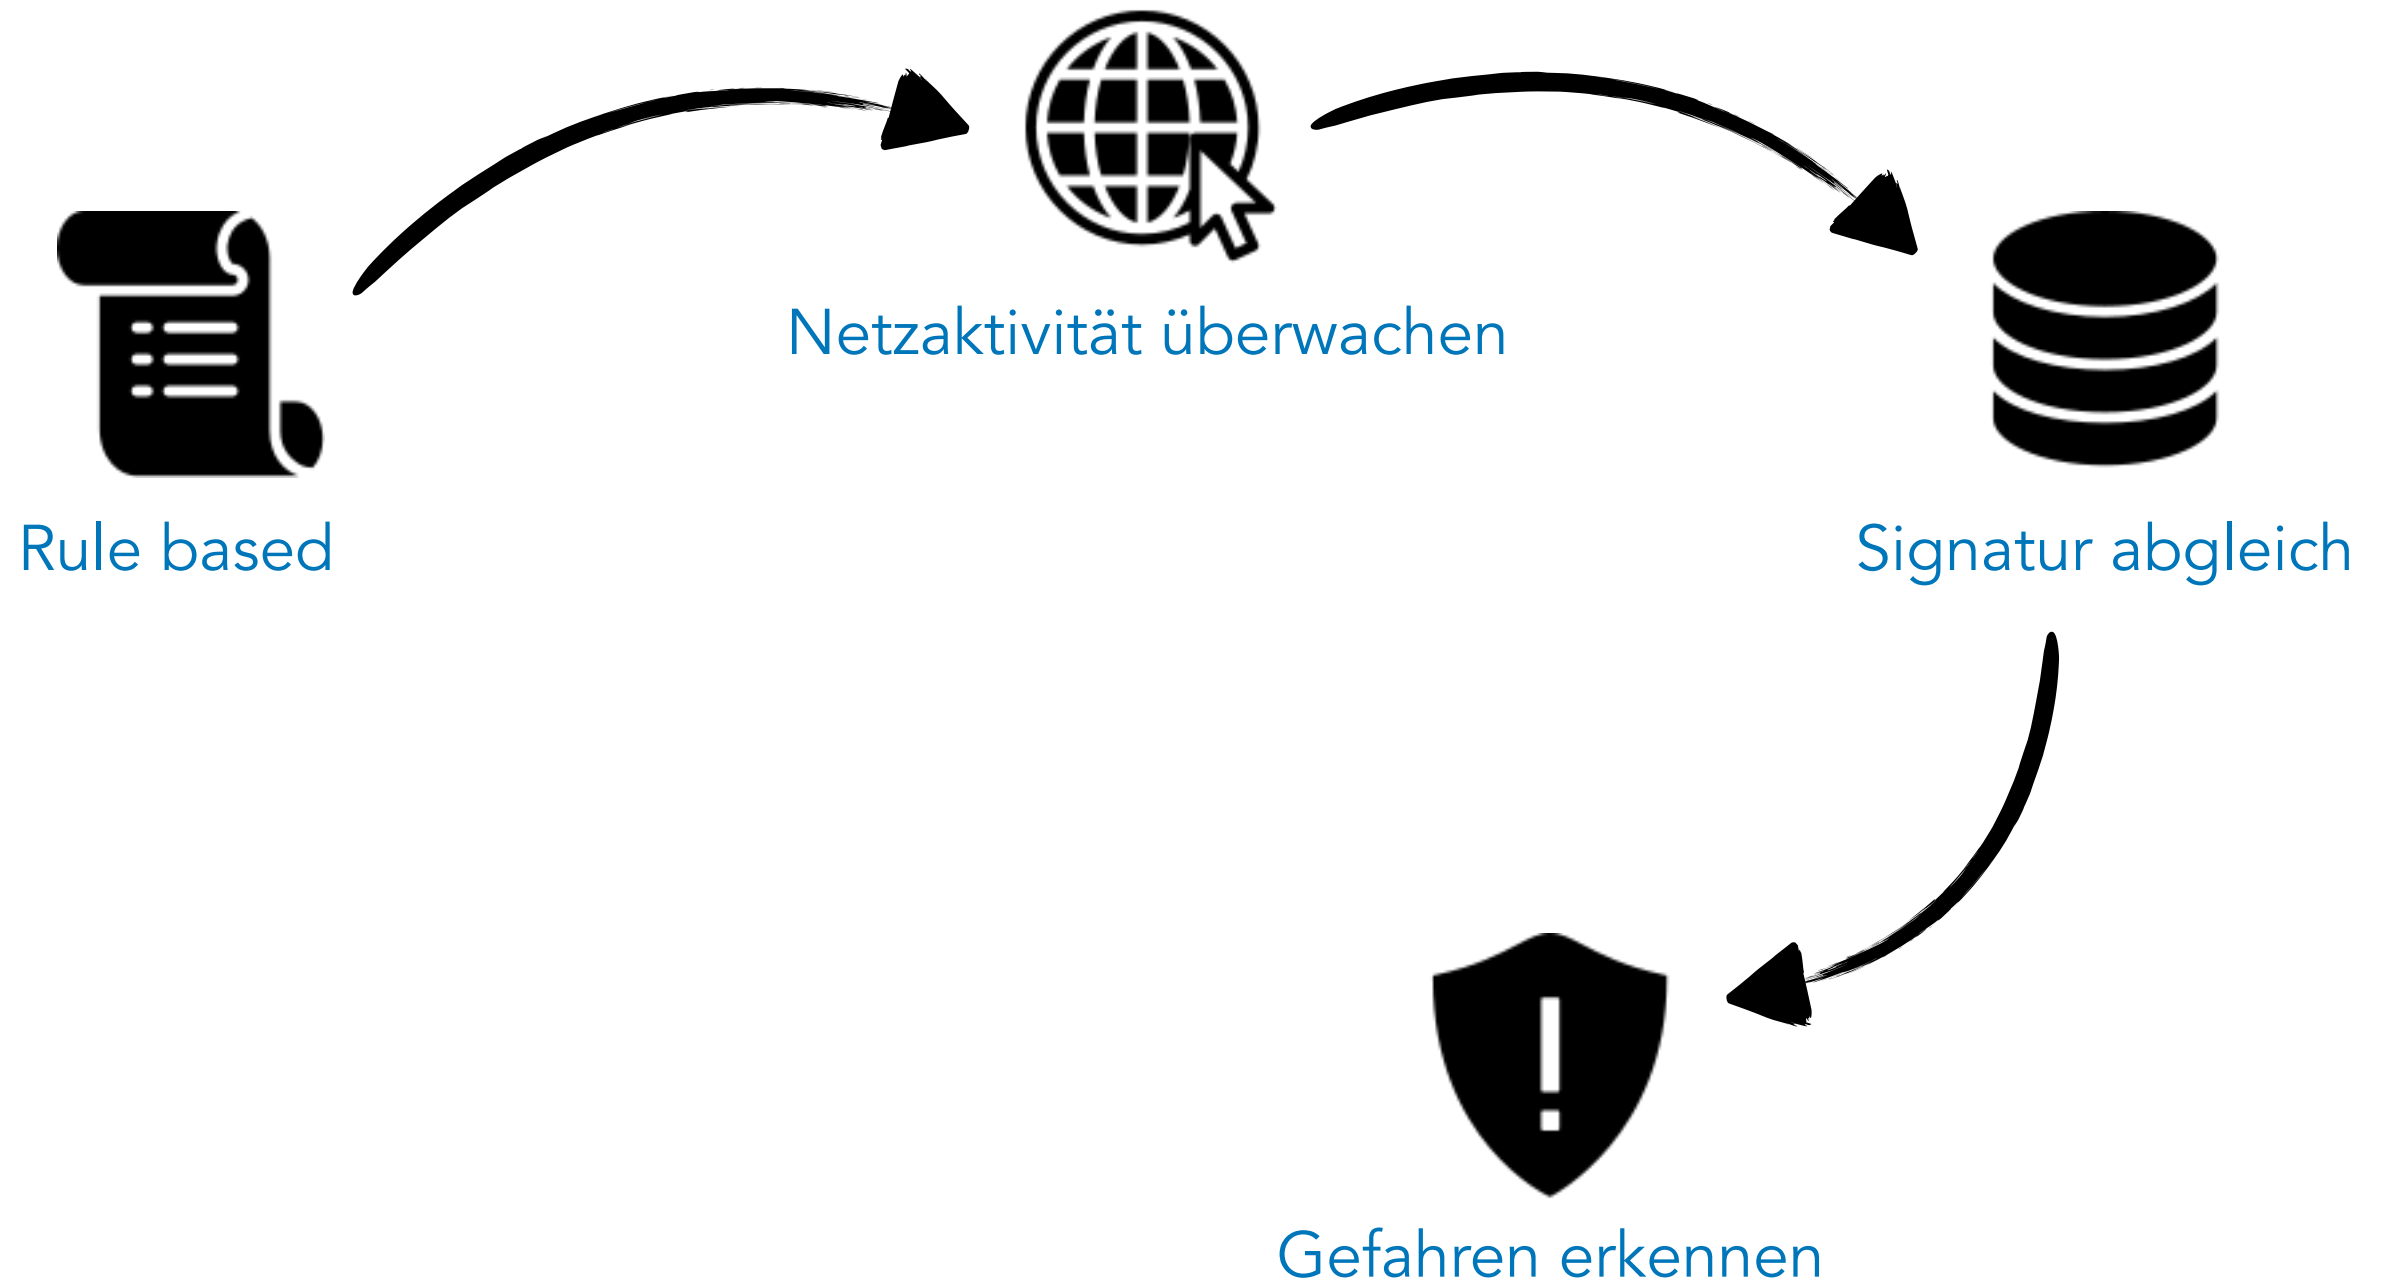 Netzaktivität überwachen
Rule based
Signatur abgleich
Gefahren erkennen